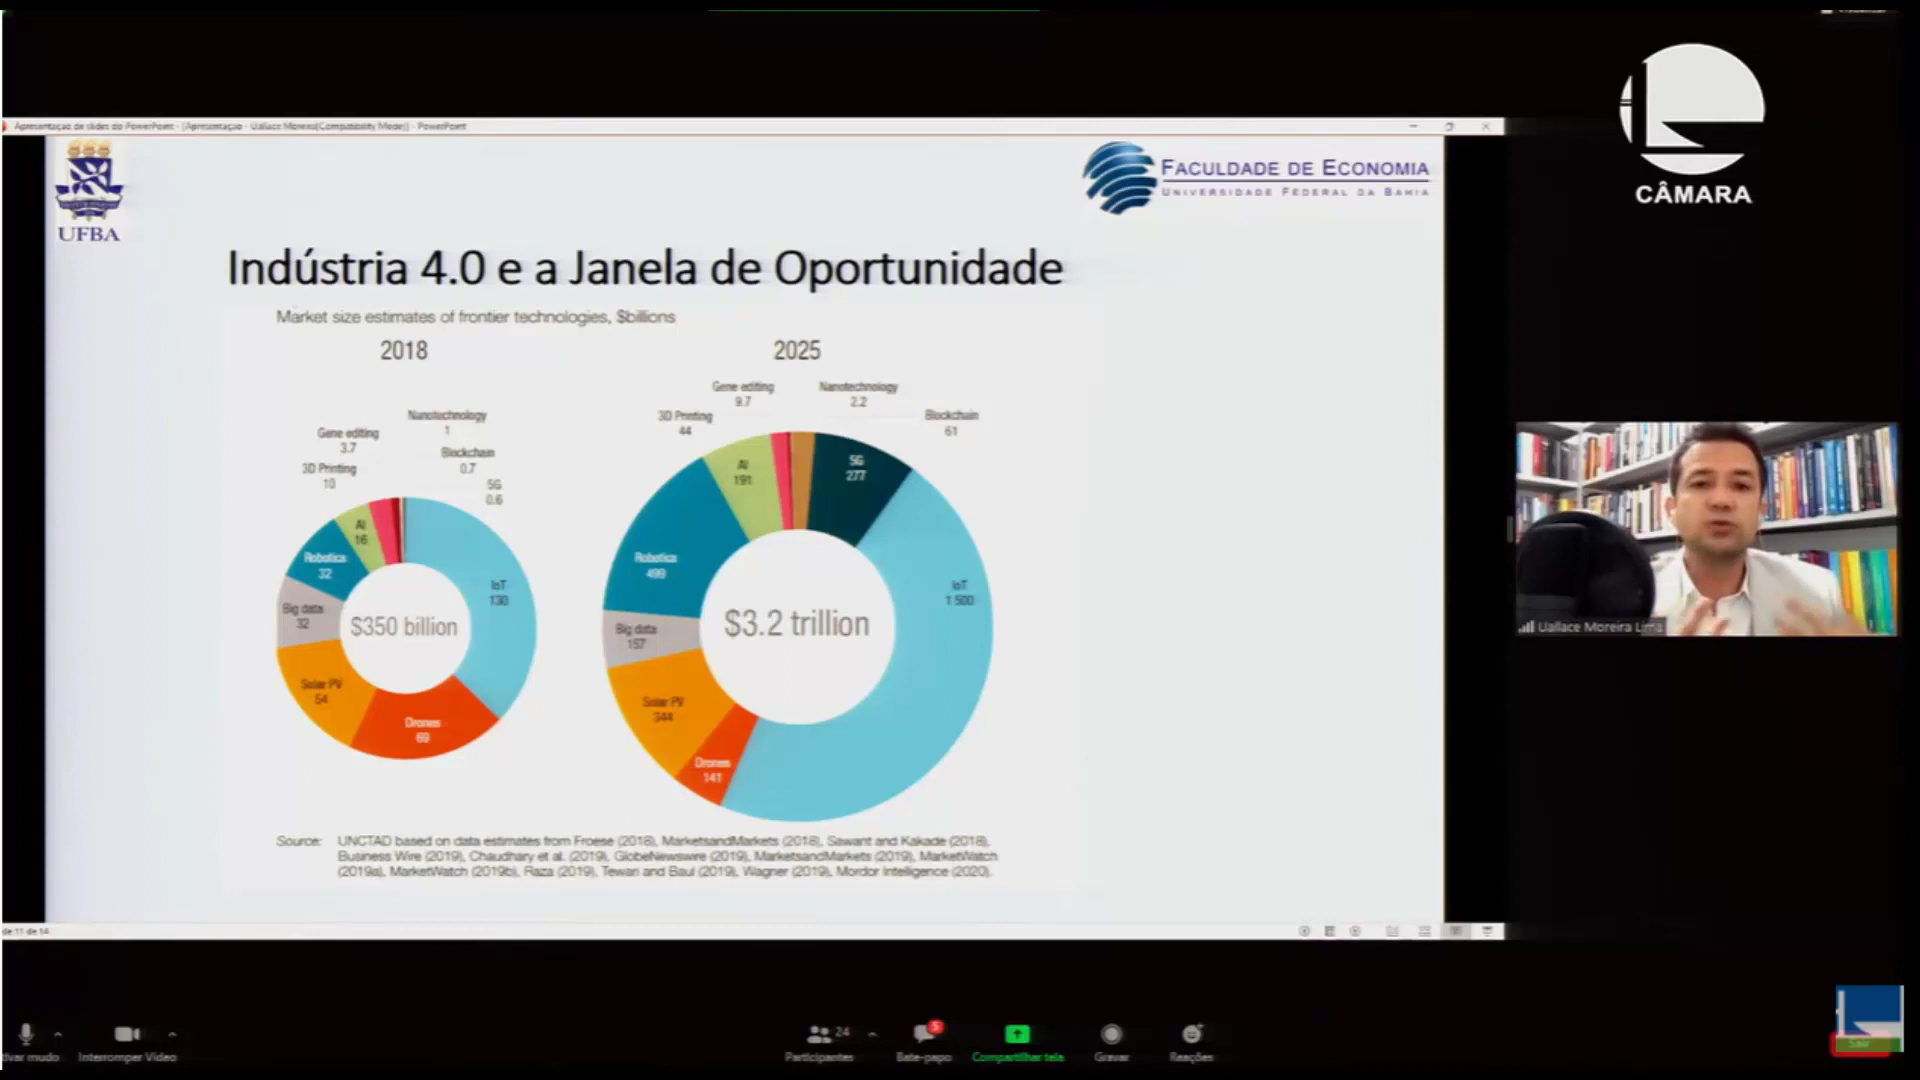 Apresentação de slides do PowerPoint - [Apresentação - Uallace Moreira[Compatibility Mode]] - PowerPoint
CÂMARA
UFBA
FACULDADE DE ECONOMIA
UNIVERSIDADE FEDERAL DA BAHIA
Indústria 4.0 e a Janela de Oportunidade
Market size estimates of frontier technologies, $billions
2018
Nanotechnology
1
Gene editing
3.7
Blockchain
0.7
3D Printing
10
5G
0.6
AI
16
Robotics
32
IoT
130
Big data
32
$350 billion
Solar PV
54
Drones
69
2025
Gene editing
9.7
Nanotechnology
2.2
3D Printing
44
Blockchain
61
5G
277
AI
191
Robotics
499
IoT
1 500
Big data
157
$3.2 trillion
Solar PV
344
Drones
141
Source: UNCTAD based on data estimates from Froese (2018), MarketsandMarkets (2018), Sawant and Kakade (2018),
Business Wire (2019), Chaudhary et al. (2019), GlobeNewswire (2019), MarketsandMarkets (2019), MarketWatch
(2019a), MarketWatch (2019b), Raza (2019), Tewari and Baul (2019), Wagner (2019), Mordor Intelligence (2020).
Uallace Moreira Lima
de 11 de 14
tivar mudo
Interromper Vídeo
24
Participantes
5
Bate-papo
Compartilhar tela
Gravar
Reações
Sair